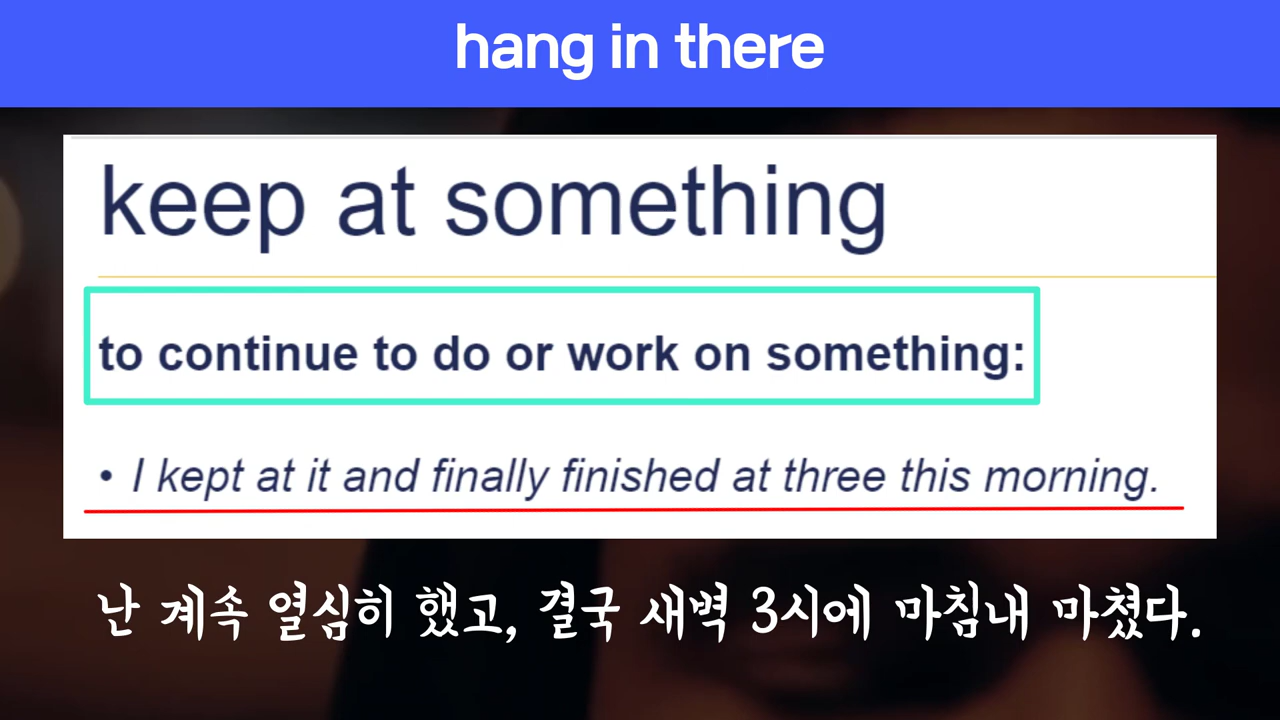 hang in there
keep at something
to continue to do or work on something:
• I kept at it and finally finished at three this morning.
난 계속 열심히 했고, 결국 새벽 3시에 마침내 마쳤다.